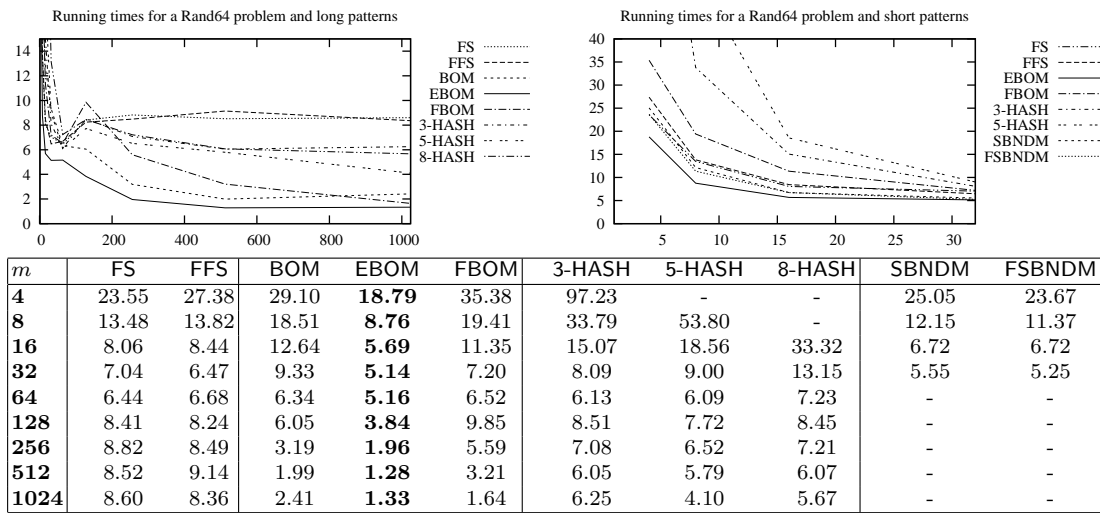 Running times for a Rand64 problem and long patterns
14
12
10
8
6
4
2
0
0 200 400 600 800 1000
FS
FFS
BOM
EBOM
FBOM
3-HASH
5-HASH
8-HASH
Running times for a Rand64 problem and short patterns
40
35
30
25
20
15
10
5
0
5 10 15 20 25 30
FS
FFS
EBOM
FBOM
3-HASH
5-HASH
SBNDM
FSBNDM
m FS FFS BOM EBOM FBOM 3-HASH 5-HASH 8-HASH SBNDM FSBNDM
4 23.55 27.38 29.10 18.79 35.38 97.23 - - 25.05 23.67
8 13.48 13.82 18.51 8.76 19.41 33.79 53.80 - 12.15 11.37
16 8.06 8.44 12.64 5.69 11.35 15.07 18.56 33.32 6.72 6.72
32 7.04 6.47 9.33 5.14 7.20 8.09 9.00 13.15 5.55 5.25
64 6.44 6.68 6.34 5.16 6.52 6.13 6.09 7.23 - -
128 8.41 8.24 6.05 3.84 9.85 8.51 7.72 8.45 - -
256 8.82 8.49 3.19 1.96 5.59 7.08 6.52 7.21 - -
512 8.52 9.14 1.99 1.28 3.21 6.05 5.79 6.07 - -
1024 8.60 8.36 2.41 1.33 1.64 6.25 4.10 5.67 - -